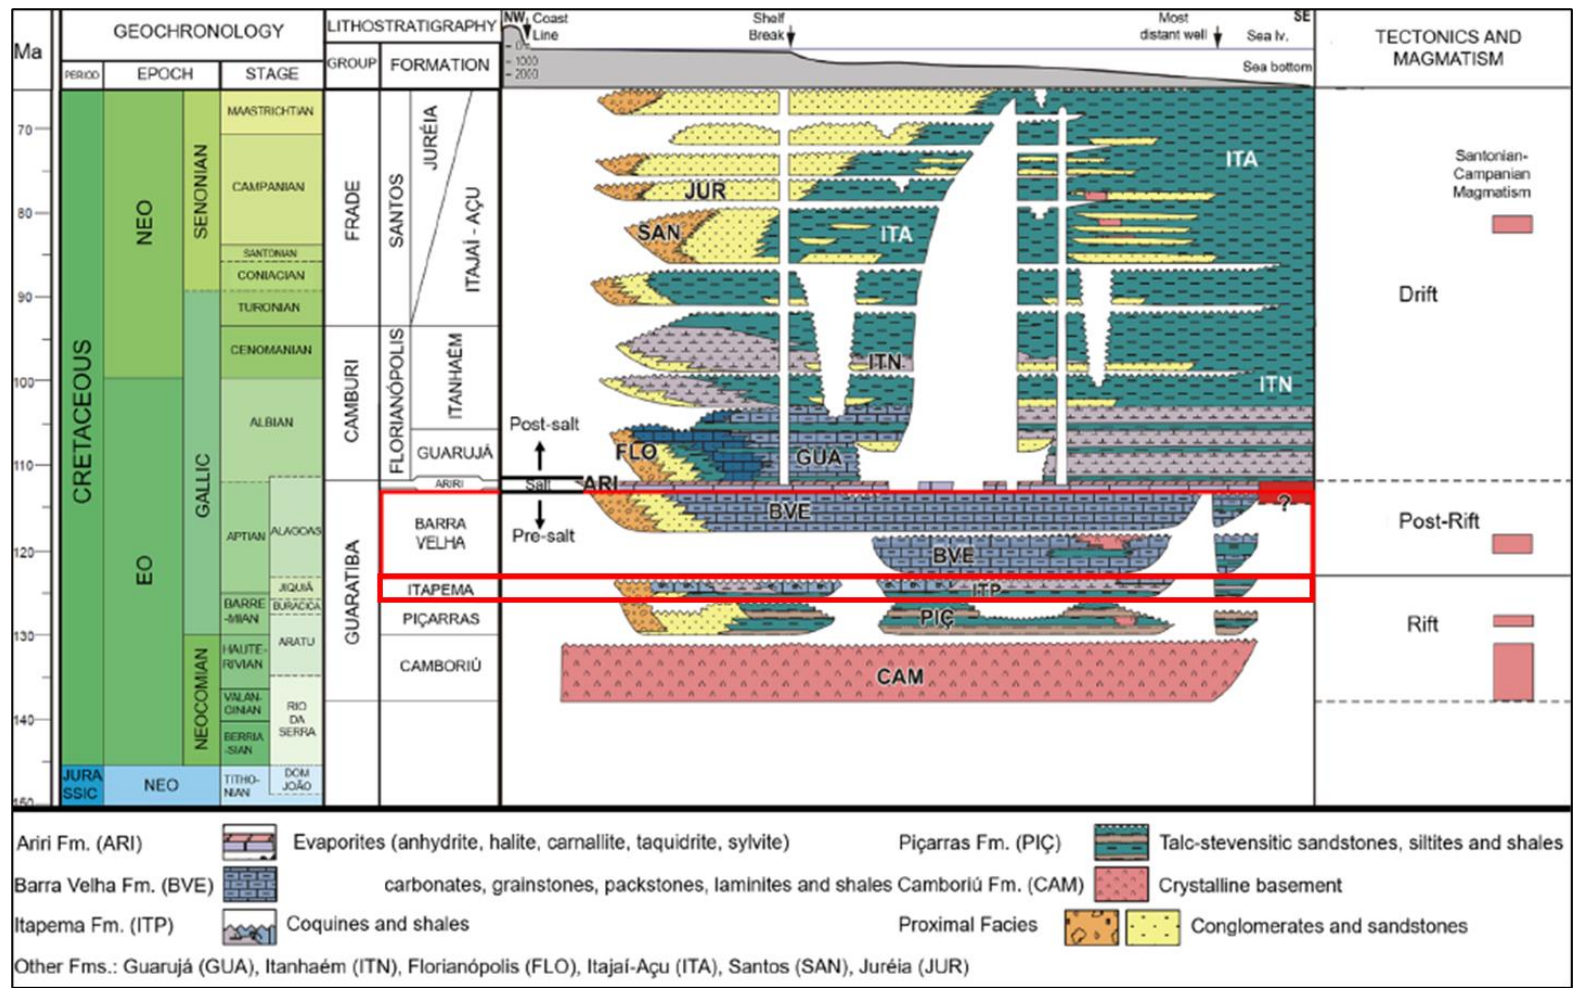 Ma
GEOCHRONOLOGY
PERIOD
EPOCH
STAGE
LITHOSTRATIGRAPHY
GROUP
FORMATION
NW
Coast
Line
0
1000
2000
Shelf
Break
Most
distant well
SE
Sea lv.
Sea bottom
TECTONICS AND
MAGMATISM
70
80
90
100
110
120
130
140
150
CRETACEOUS
JURA
SSIC
NEO
EO
NEO
SENONIAN
GALLIC
NEOCOMIAN
MAASTRICHTIAN
CAMPANIAN
SANTONIAN
CONIACIAN
TURONIAN
CENOMANIAN
ALBIAN
APTIAN
ALAGOAS
JIQUIÁ
BARRE
-MIAN
BURACICA
ARATU
HAUTE-
RIVIAN
VALAN-
GINIAN
RIO
DA
SERRA
BERRIA
-SIAN
TITHO-
NIAN
DOM
JOÃO
FRADE
CAMBURI
GUARATIBA
SANTOS
FLORIANÓPOLIS
JURÉIA
ITAJAÍ - AÇU
ITANHAÉM
GUARUJÁ
ARIRI
BARRA
VELHA
ITAPEMA
PIÇARRAS
CAMBORIÚ
Post-salt
Salt
Pre-salt
JUR
SAN
ITA
ITA
ITN
ITN
FLO
GUA
ARI
BVE
?
BVE
ITP
PIÇ
CAM
Santonian-
Campanian
Magmatism
Drift
Post-Rift
Rift
Ariri Fm. (ARI)
Evaporites (anhydrite, halite, carnallite, taquidrite, sylvite)
Piçarras Fm. (PIÇ)
Talc-stevensitic sandstones, siltites and shales
Barra Velha Fm. (BVE)
carbonates, grainstones, packstones, laminites and shales
Camboriú Fm. (CAM)
Crystalline basement
Itapema Fm. (ITP)
Coquines and shales
Proximal Facies
Conglomerates and sandstones
Other Fms.: Guarujá (GUA), Itanhaém (ITN), Florianópolis (FLO), Itajaí-Açu (ITA), Santos (SAN), Juréia (JUR)